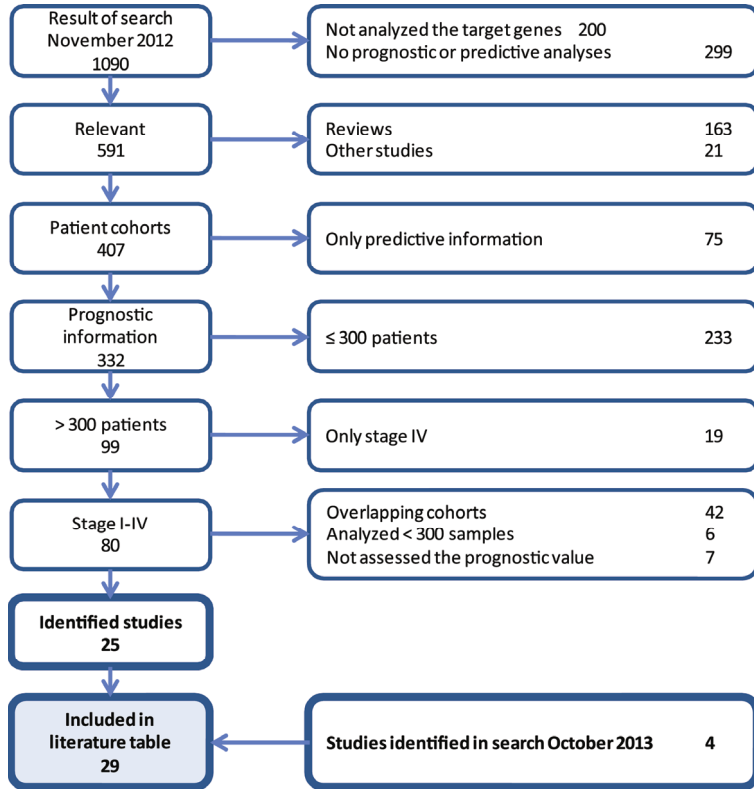 Result of search
November 2012
1090
Not analyzed the target genes 200
No prognostic or predictive analyses 299
Relevant
591
Reviews 163
Other studies 21
Patient cohorts
407
Only predictive information 75
Prognostic
information
332
≤ 300 patients 233
> 300 patients
99
Only stage IV 19
Stage I-IV
80
Overlapping cohorts 42
Analyzed < 300 samples 6
Not assessed the prognostic value 7
Identified studies
25
Included in
literature table
29
Studies identified in search October 2013 4